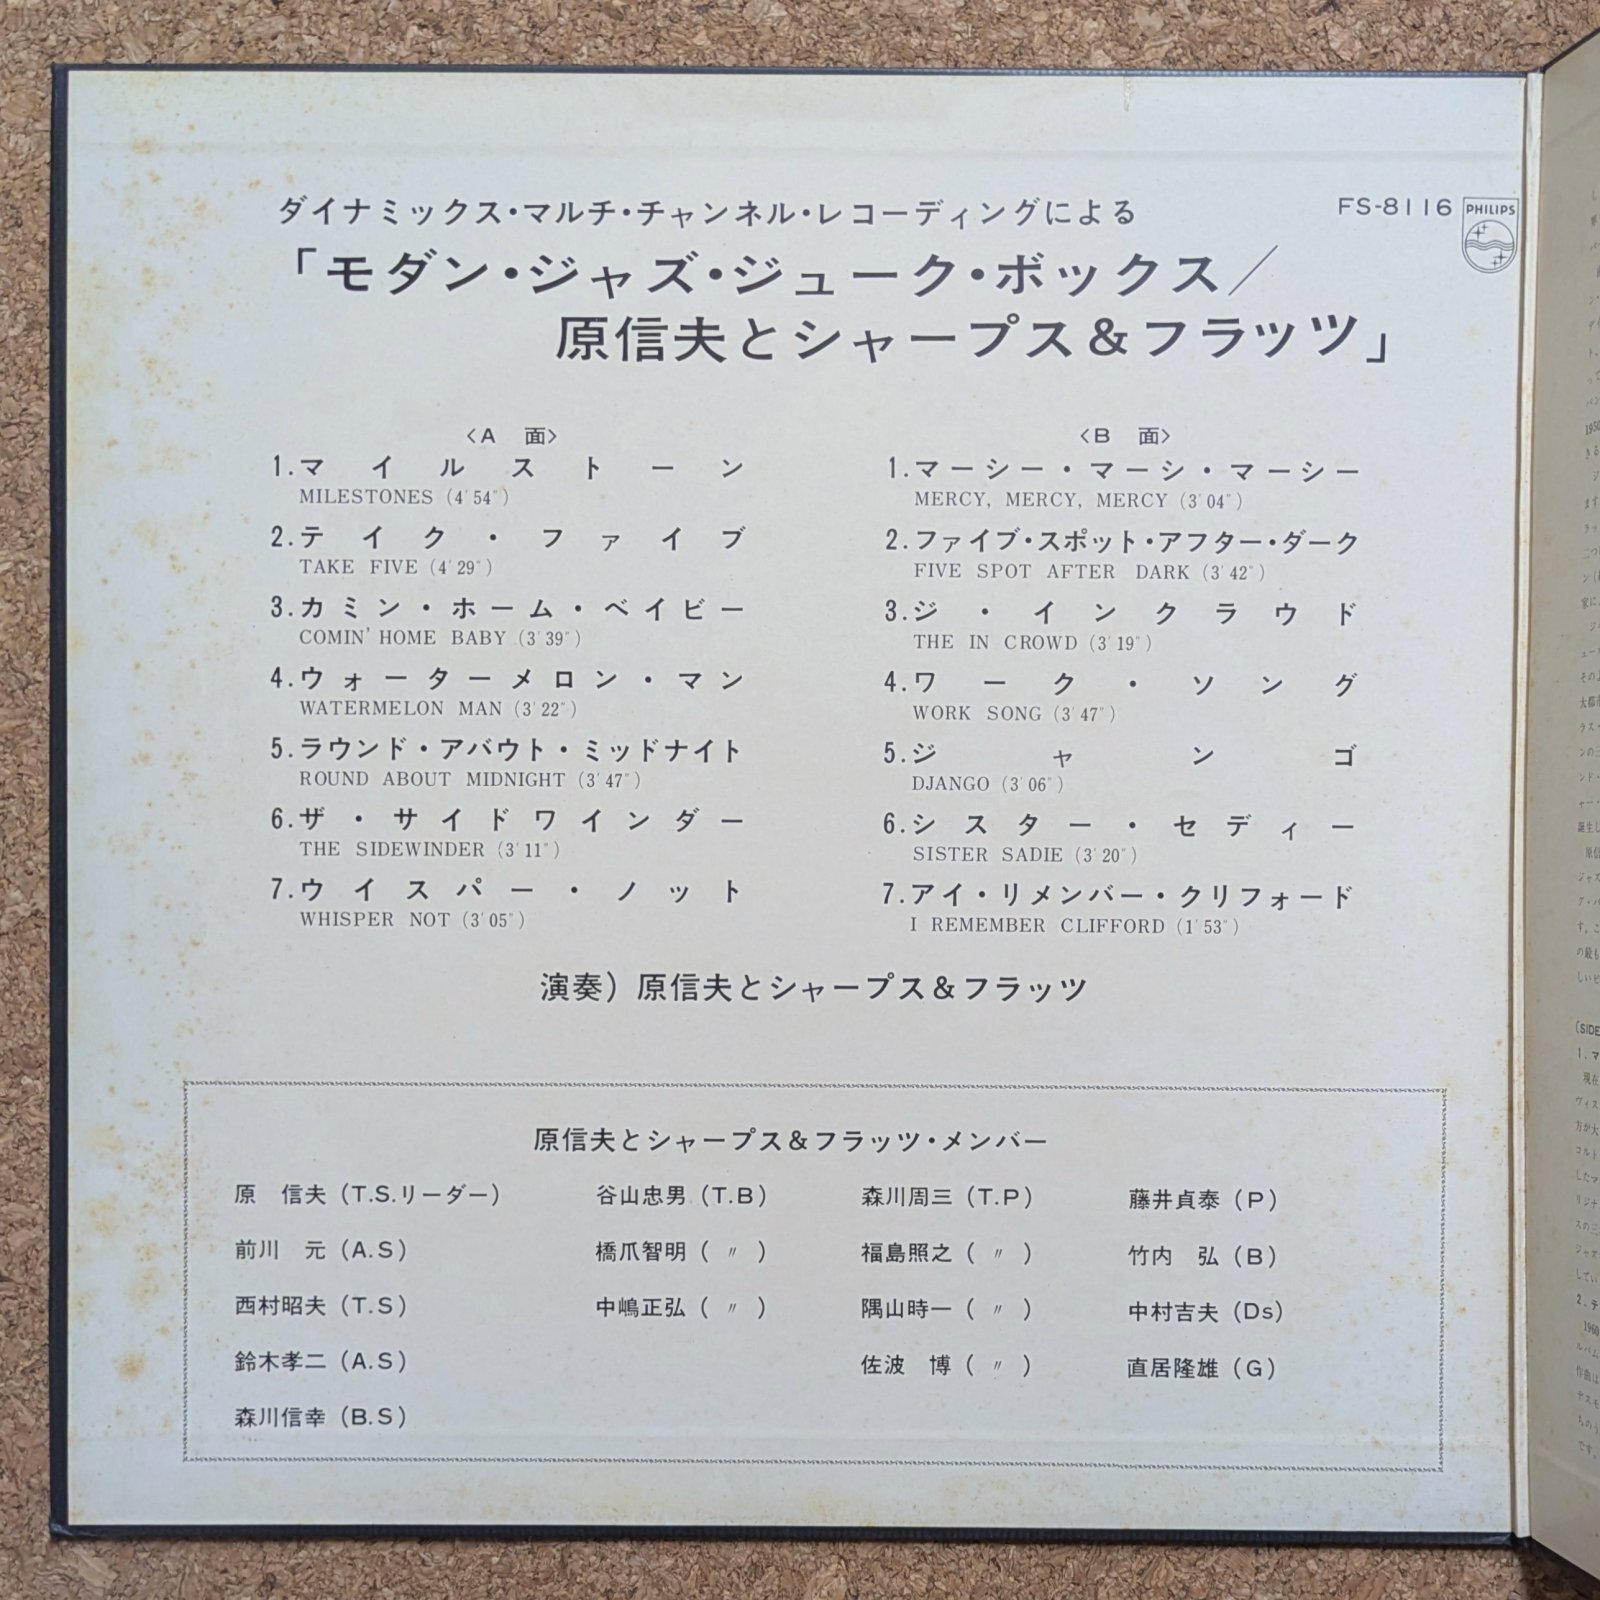 ダイナミックス・マルチ・チャンネル・レコーディングによる
FS-8116
PHILIPS
「モダン・ジャズ・ジューク・ボックス／
原信夫とシャープス＆フラッツ」
〈A 面〉
1.マイルストーン
MILESTONES (4′54″)
2.テイク・ファイブ
TAKE FIVE (4′29″)
3.カミン・ホーム・ベイビー
COMIN' HOME BABY (3′39″)
4.ウォーターメロン・マン
WATERMELON MAN (3′22″)
5.ラウンド・アバウト・ミッドナイト
ROUND ABOUT MIDNIGHT (3′47″)
6.ザ・サイドワインダー
THE SIDEWINDER (3′11″)
7.ウイスパー・ノット
WHISPER NOT (3′05″)
〈B 面〉
1.マーシー・マーシ・マーシー
MERCY, MERCY, MERCY (3′04″)
2.ファイブ・スポット・アフター・ダーク
FIVE SPOT AFTER DARK (3′42″)
3.ジ・インクラウド
THE IN CROWD (3′19″)
4.ワーク・ソング
WORK SONG (3′47″)
5.ジャンゴ
DJANGO (3′06″)
6.シスター・セディー
SISTER SADIE (3′20″)
7.アイ・リメンバー・クリフォード
I REMEMBER CLIFFORD (1′53″)
演奏）原信夫とシャープス＆フラッツ
原信夫とシャープス＆フラッツ・メンバー
原 信夫（T.S.リーダー）
前川 元（A.S）
西村昭夫（T.S）
鈴木孝二（A.S）
森川信幸（B.S）
谷山忠男（T.B）
橋爪智明（ 〃 ）
中嶋正弘（ 〃 ）
森川周三（T.P）
福島照之（ 〃 ）
隅山時一（ 〃 ）
佐波 博（ 〃 ）
藤井貞泰（P）
竹内 弘（B）
中村吉夫（Ds）
直居隆雄（G）